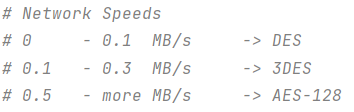 # Network Speeds
# 0     - 0.1  MB/s     -> DES
# 0.1   - 0.3  MB/s     -> 3DES
# 0.5   - more MB/s     -> AES-128